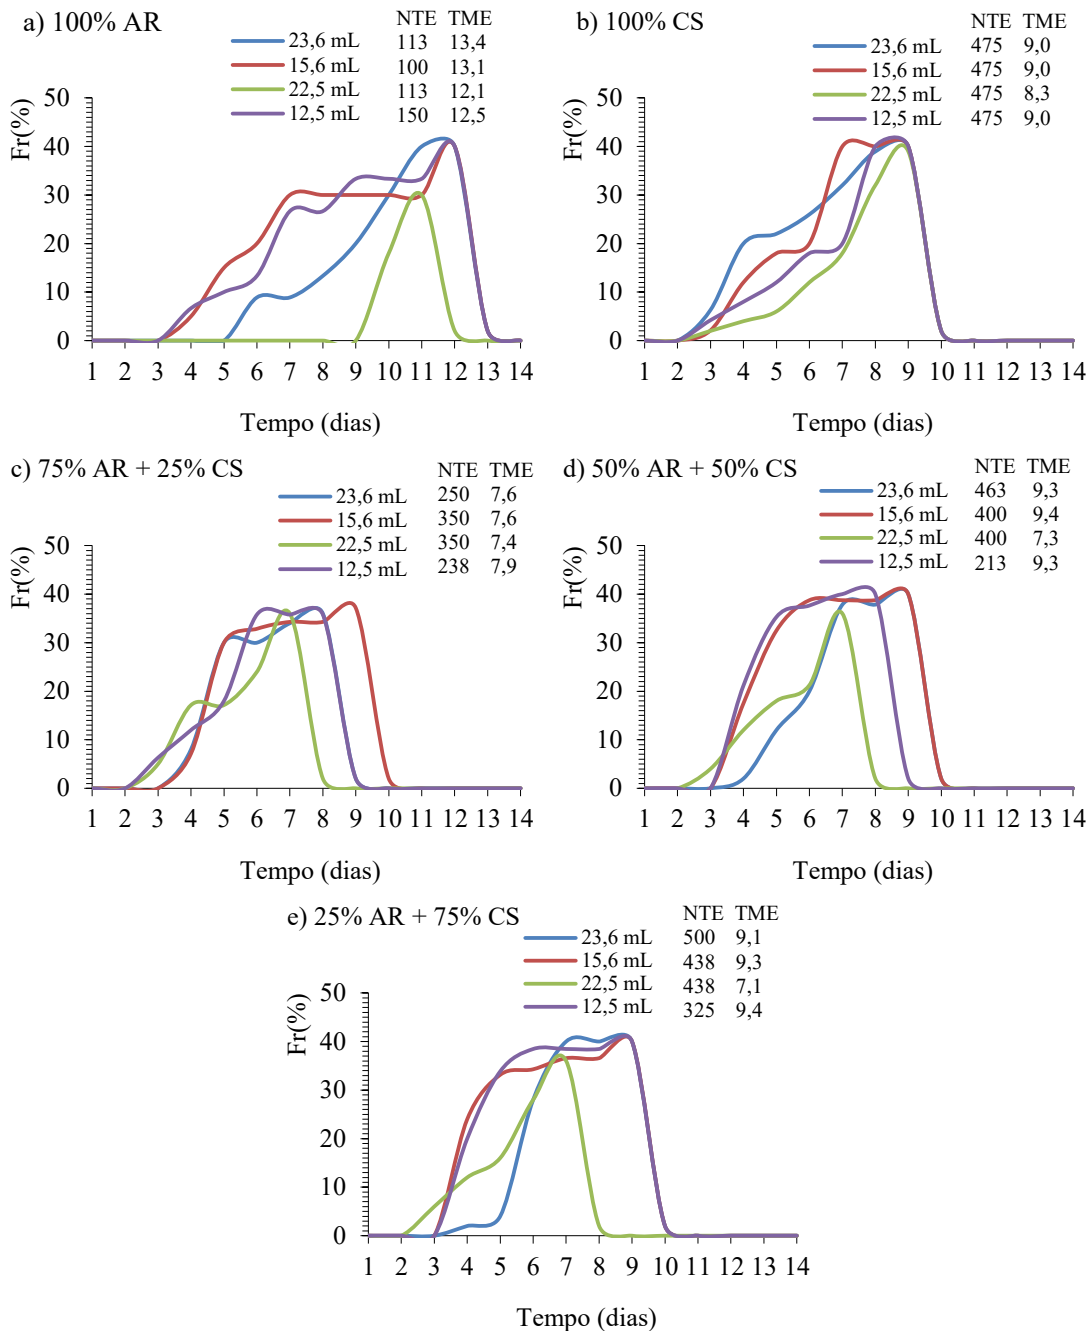 a) 100% AR
NTE TME
23,6 mL 113 13,4
15,6 mL 100 13,1
22,5 mL 113 12,1
12,5 mL 150 12,5
Fr(%)
50
40
30
20
10
0
1 2 3 4 5 6 7 8 9 10 11 12 13 14
Tempo (dias)
b) 100% CS
NTE TME
23,6 mL 475 9,0
15,6 mL 475 9,0
22,5 mL 475 8,3
12,5 mL 475 9,0
Fr(%)
50
40
30
20
10
0
1 2 3 4 5 6 7 8 9 10 11 12 13 14
Tempo (dias)
c) 75% AR + 25% CS
NTE TME
23,6 mL 250 7,6
15,6 mL 350 7,6
22,5 mL 350 7,4
12,5 mL 238 7,9
Fr(%)
50
40
30
20
10
0
1 2 3 4 5 6 7 8 9 10 11 12 13 14
Tempo (dias)
d) 50% AR + 50% CS
NTE TME
23,6 mL 463 9,3
15,6 mL 400 9,4
22,5 mL 400 7,3
12,5 mL 213 9,3
Fr(%)
50
40
30
20
10
0
1 2 3 4 5 6 7 8 9 10 11 12 13 14
Tempo (dias)
e) 25% AR + 75% CS
NTE TME
23,6 mL 500 9,1
15,6 mL 438 9,3
22,5 mL 438 7,1
12,5 mL 325 9,4
Fr(%)
50
40
30
20
10
0
1 2 3 4 5 6 7 8 9 10 11 12 13 14
Tempo (dias)